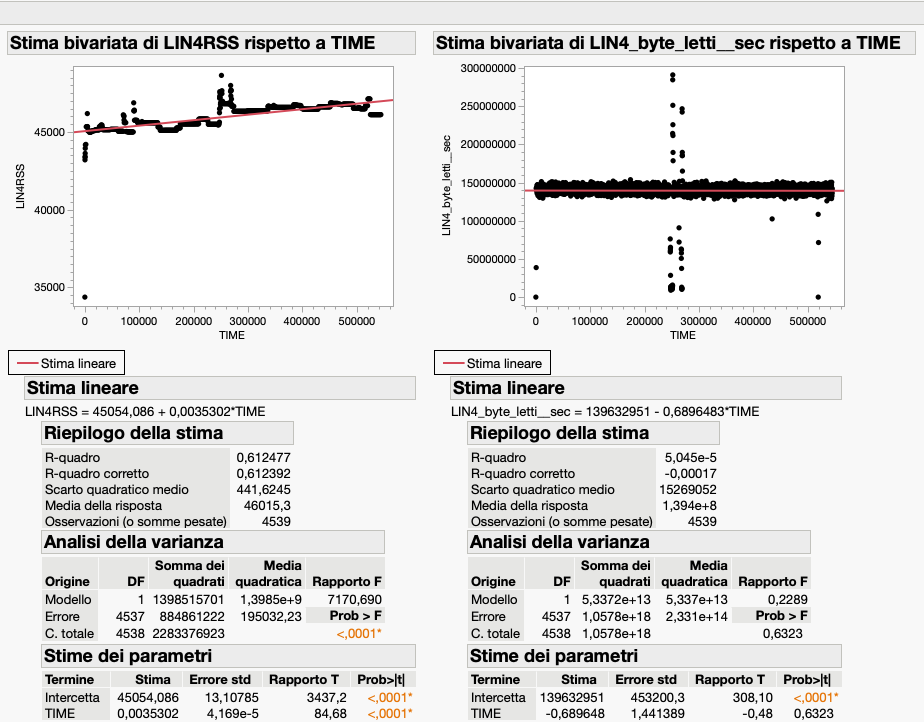 Stima bivariata di LIN4RSS rispetto a TIME
LIN4RSS
45000
40000
35000
0 100000 200000 300000 400000 500000
TIME
Stima lineare
Stima lineare
LIN4RSS = 45054,086 + 0,0035302*TIME
Riepilogo della stima
R-quadro 0,612477
R-quadro corretto 0,612392
Scarto quadratico medio 441,6245
Media della risposta 46015,3
Osservazioni (o somme pesate) 4539
Analisi della varianza
Somma dei Media
Origine DF quadrati quadratica Rapporto F
Modello 1 1398515701 1,3985e+9 7170,690
Errore 4537 884861222 195032,23 Prob > F
C. totale 4538 2283376923 <,0001*
Stime dei parametri
Termine Stima Errore std Rapporto T Prob>|t|
Intercetta 45054,086 13,10785 3437,2 <,0001*
TIME 0,0035302 4,169e-5 84,68 <,0001*
Stima bivariata di LIN4_byte_letti__sec rispetto a TIME
LIN4_byte_letti__sec
300000000
250000000
200000000
150000000
100000000
50000000
0
0 100000 200000 300000 400000 500000
TIME
Stima lineare
Stima lineare
LIN4_byte_letti__sec = 139632951 - 0,6896483*TIME
Riepilogo della stima
R-quadro 5,045e-5
R-quadro corretto -0,00017
Scarto quadratico medio 15269052
Media della risposta 1,394e+8
Osservazioni (o somme pesate) 4539
Analisi della varianza
Somma dei Media
Origine DF quadrati quadratica Rapporto F
Modello 1 5,3372e+13 5,337e+13 0,2289
Errore 4537 1,0578e+18 2,331e+14 Prob > F
C. totale 4538 1,0578e+18 0,6323
Stime dei parametri
Termine Stima Errore std Rapporto T Prob>|t|
Intercetta 139632951 453200,3 308,10 <,0001*
TIME -0,689648 1,441389 -0,48 0,6323